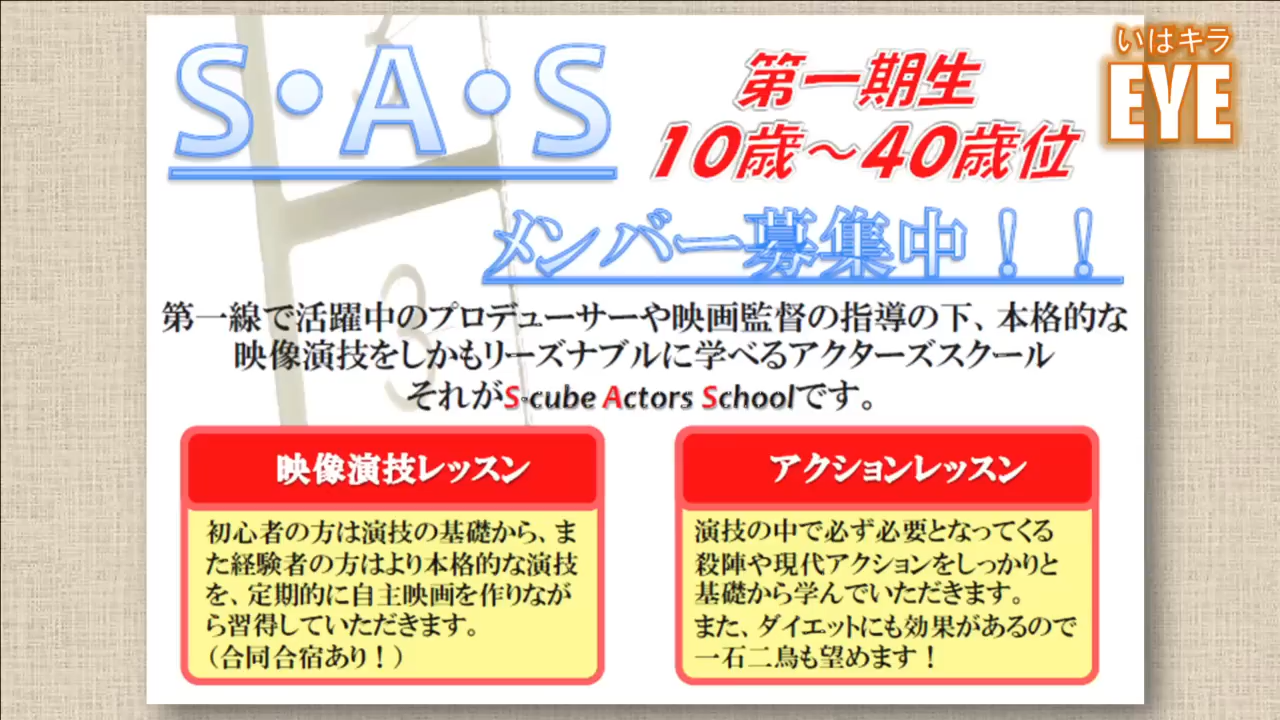 S・A・S
第一期生
10歳～40歳位
メンバー募集中！！
いはキラ
EYE
第一線で活躍中のプロデューサーや映画監督の指導の下、本格的な
映像演技をしかもリーズナブルに学べるアクターズスクール
それがS-cube Actors Schoolです。
映像演技レッスン
初心者の方は演技の基礎から、ま
た経験者の方はより本格的な演技
を、定期的に自主映画を作りなが
ら習得していただきます。
（合同合宿あり！）
アクションレッスン
演技の中で必ず必要となってくる
殺陣や現代アクションをしっかりと
基礎から学んでいただきます。
また、ダイエットにも効果があるので
一石二鳥も望めます！
3